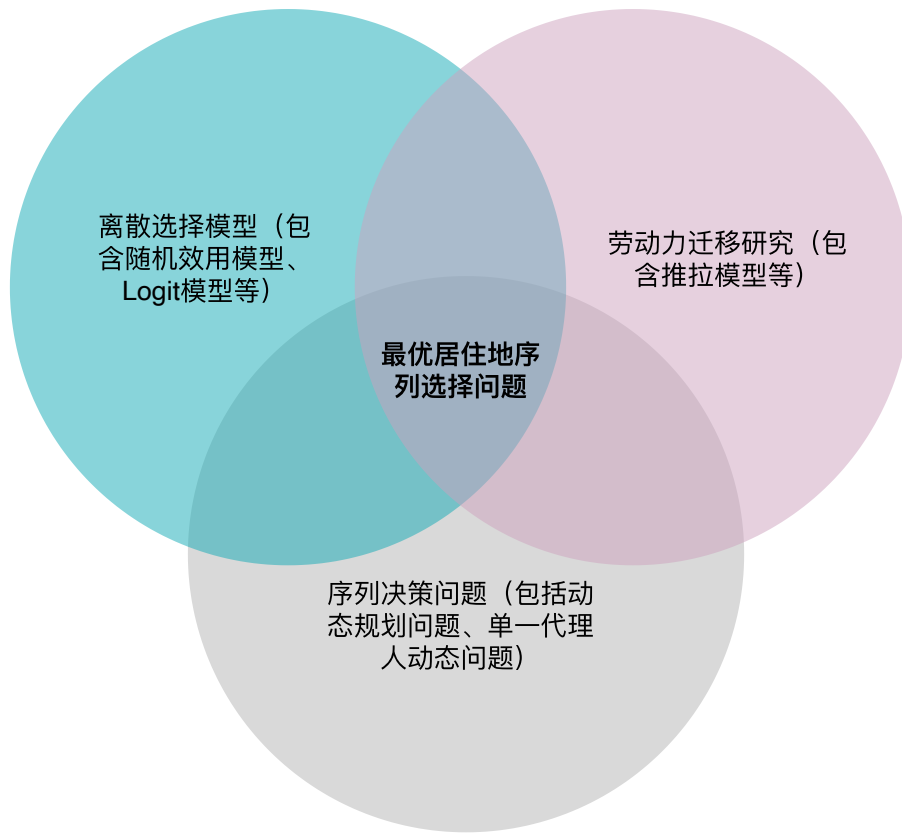 离散选择模型（包
含随机效用模型、
Logit模型等）
劳动力迁移研究（包
含推拉模型等）
最优居住地序
列选择问题
序列决策问题（包括动
态规划问题、单一代理
人动态问题）